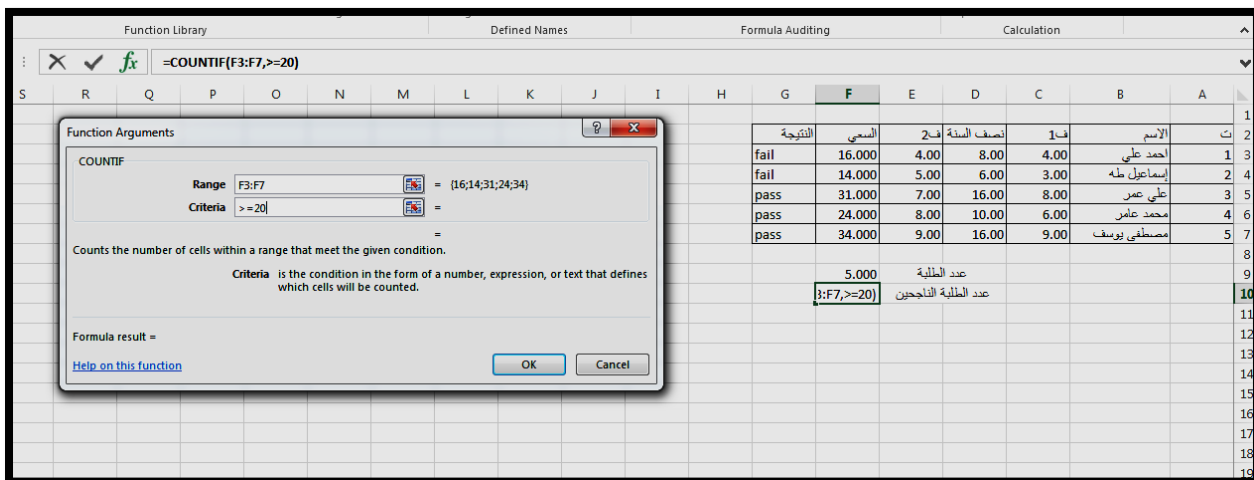 Function Library Defined Names Formula Auditing Calculation
fx =COUNTIF(F3:F7,>=20)
S R Q P O N M L K J I H G F E D C B A
1
النتيجة السعي ف2 نصف السنة ف1 الاسم ت 2
fail 16.000 4.00 8.00 4.00 احمد علي 1 3
fail 14.000 5.00 6.00 3.00 إسماعيل طه 2 4
pass 31.000 7.00 16.00 8.00 علي عمر 3 5
pass 24.000 8.00 10.00 6.00 محمد عامر 4 6
pass 34.000 9.00 16.00 9.00 مصطفى يوسف 5 7
8
5.000 عدد الطلبة 9
3:F7,>=20) عدد الطلبة الناجحين 10
11
12
13
14
15
16
17
18
19
Function Arguments ?
COUNTIF
Range F3:F7 = {16;14;31;24;34}
Criteria >=20 =
=
Counts the number of cells within a range that meet the given condition.
Criteria is the condition in the form of a number, expression, or text that defines
which cells will be counted.
Formula result =
Help on this function OK Cancel